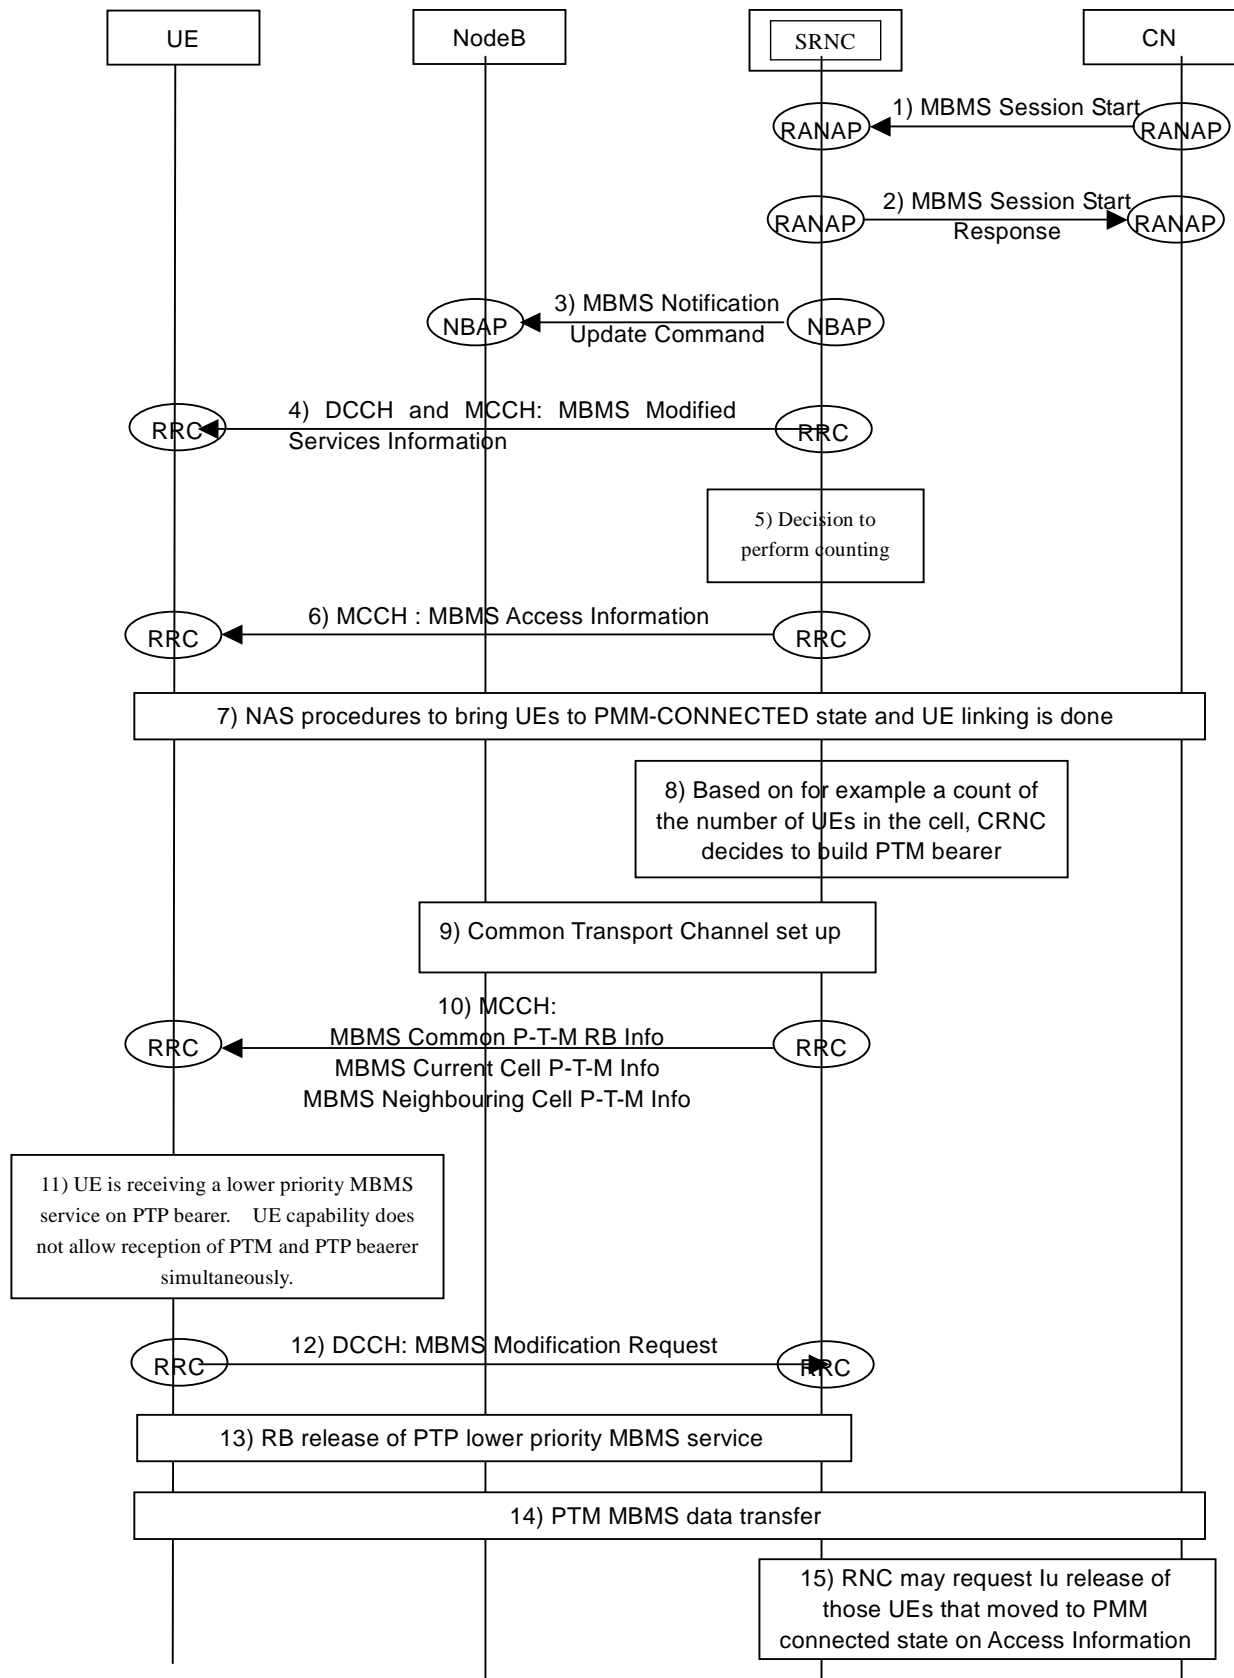 UE
NodeB
SRNC
CN
1) MBMS Session Start
RANAP
RANAP
2) MBMS Session Start
Response
RANAP
RANAP
3) MBMS Notification
Update Command
NBAP
NBAP
4) DCCH and MCCH: MBMS Modified
Services Information
RRC
RRC
5) Decision to
perform counting
6) MCCH : MBMS Access Information
RRC
RRC
7) NAS procedures to bring UEs to PMM-CONNECTED state and UE linking is done
8) Based on for example a count of
the number of UEs in the cell, CRNC
decides to build PTM bearer
9) Common Transport Channel set up
10) MCCH:
MBMS Common P-T-M RB Info
MBMS Current Cell P-T-M Info
MBMS Neighbouring Cell P-T-M Info
RRC
RRC
11) UE is receiving a lower priority MBMS
service on PTP bearer. UE capability does
not allow reception of PTM and PTP beaerer
simultaneously.
12) DCCH: MBMS Modification Request
RRC
RRC
13) RB release of PTP lower priority MBMS service
14) PTM MBMS data transfer
15) RNC may request Iu release of
those UEs that moved to PMM
connected state on Access Information